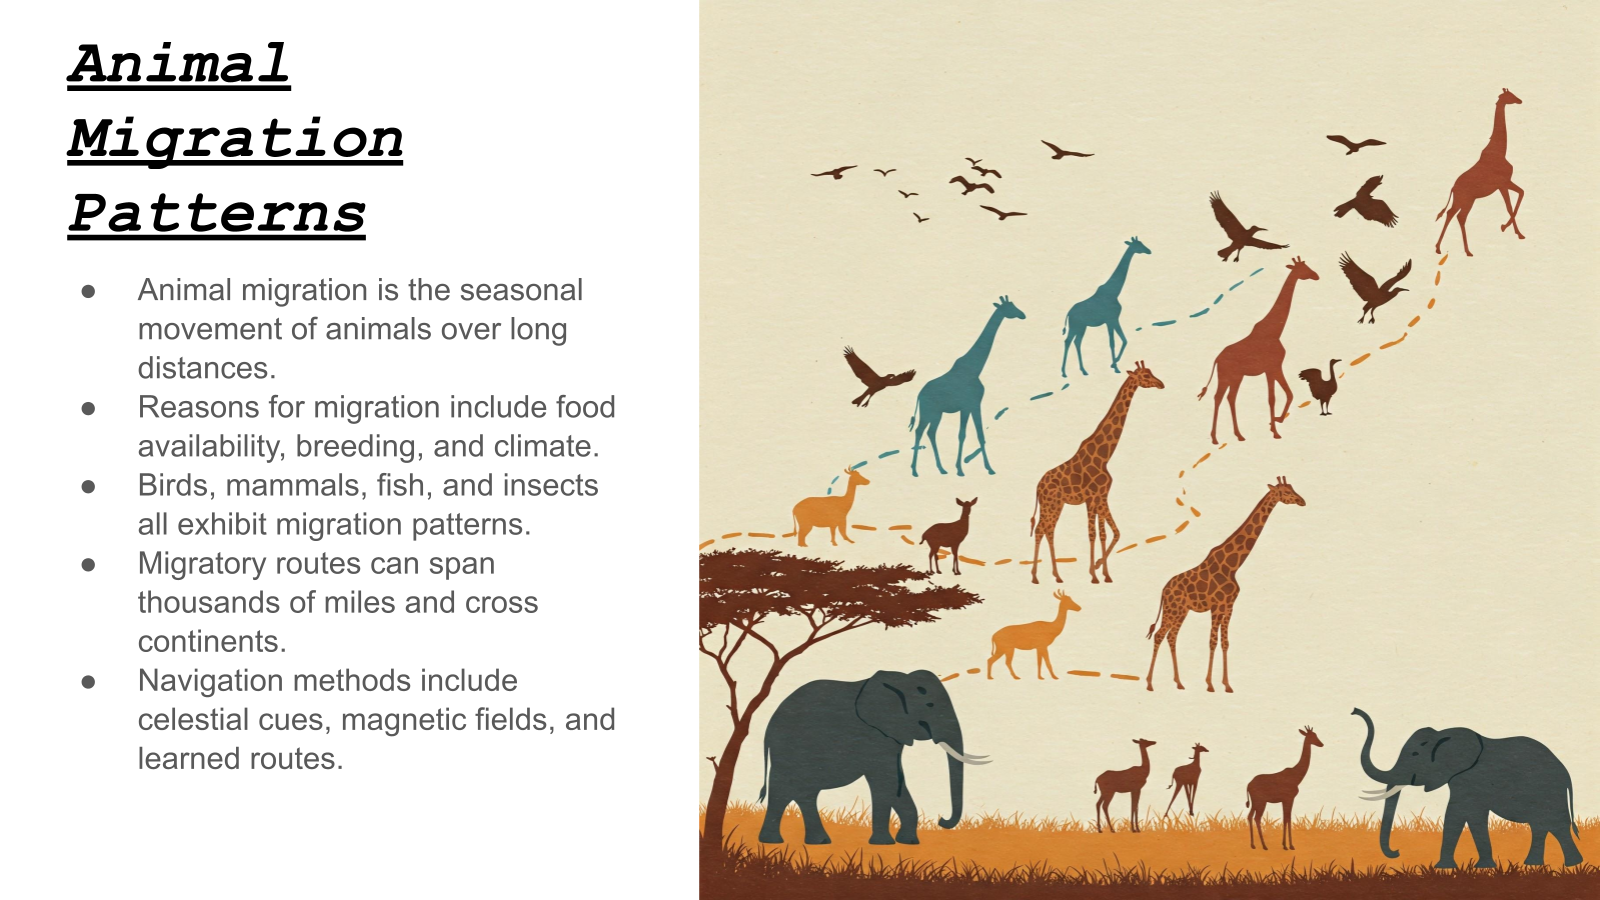 Animal
Migration
Patterns
● Animal migration is the seasonal
movement of animals over long
distances.
● Reasons for migration include food
availability, breeding, and climate.
● Birds, mammals, fish, and insects
all exhibit migration patterns.
● Migratory routes can span
thousands of miles and cross
continents.
● Navigation methods include
celestial cues, magnetic fields, and
learned routes.